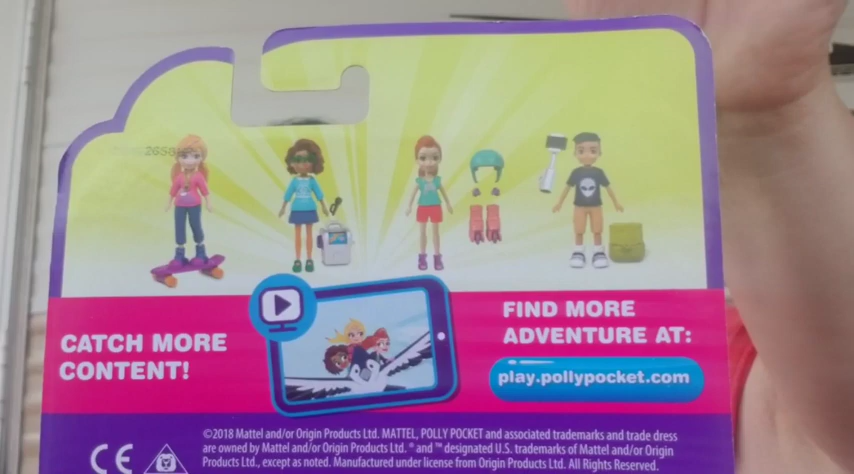 CATCH MORE
CONTENT!
FIND MORE
ADVENTURE AT:
play.pollypocket.com
©2018 Mattel and/or Origin Products Ltd. MATTEL, POLLY POCKET and associated trademarks and trade dress
are owned by Mattel and/or Origin Products Ltd. ® and ™ designated U.S. trademarks of Mattel and/or Origin
Products Ltd., except as noted. Manufactured under license from Origin Products Ltd. All Rights Reserved.
CE